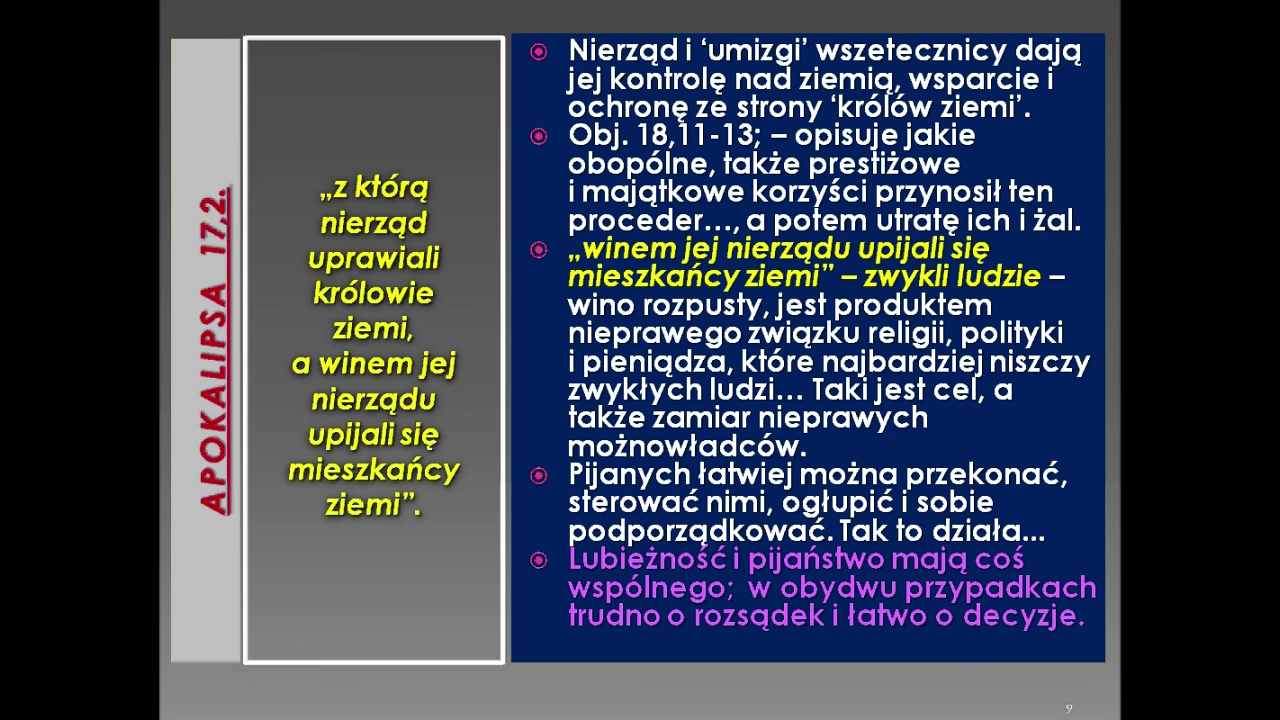 APOKALIPSA 17,2.
„z którą
nierząd
uprawiali
królowie
ziemi,
a winem jej
nierządu
upijali się
mieszkańcy
ziemi”.
Nierząd i ‘umizgi’ wszetecznicy dają
jej kontrolę nad ziemią, wsparcie i
ochronę ze strony ‘królów ziemi’.
Obj. 18,11-13; – opisuje jakie
obopólne, także prestiżowe
i majątkowe korzyści przynosił ten
proceder…, a potem utratę ich i żal.
„winem jej nierządu upijali się
mieszkańcy ziemi” – zwykli ludzie –
wino rozpusty, jest produktem
nieprawego związku religii, polityki
i pieniądza, które najbardziej niszczy
zwykłych ludzi… Taki jest cel, a
także zamiar nieprawych
możnowładców.
Pijanych łatwiej można przekonać,
sterować nimi, ogłupić i sobie
podporządkować. Tak to działa...
Lubieżność i pijaństwo mają coś
wspólnego; w obydwu przypadkach
trudno o rozsądek i łatwo o decyzje.
9